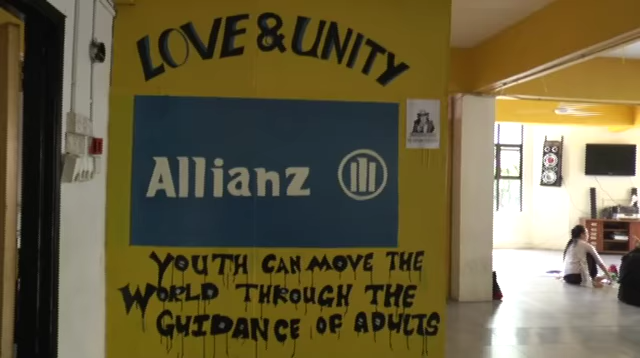 LOVE & UNITY
Allianz
YOUTH CAN MOVE THE
WORLD THROUGH THE
GUIDANCE OF ADULTS